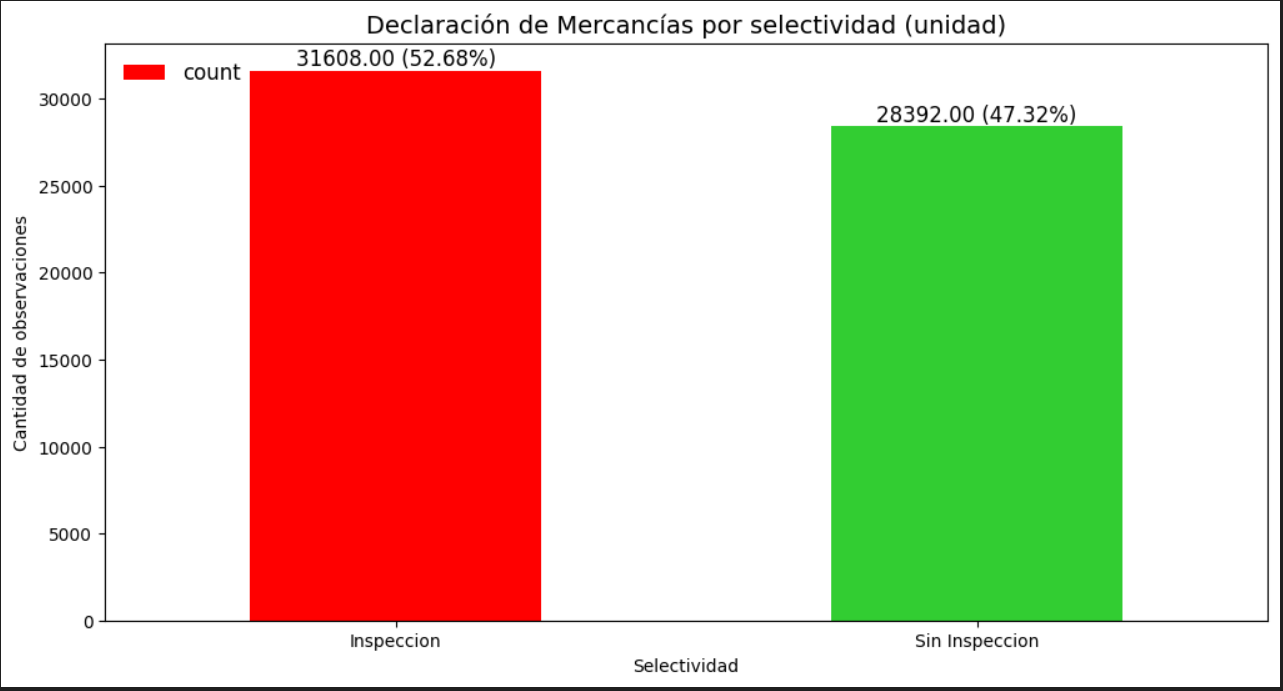 Declaración de Mercancías por selectividad (unidad)
31608.00 (52.68%)
count
28392.00 (47.32%)
30000
25000
20000
15000
10000
5000
0
Cantidad de observaciones
Inspeccion
Sin Inspeccion
Selectividad